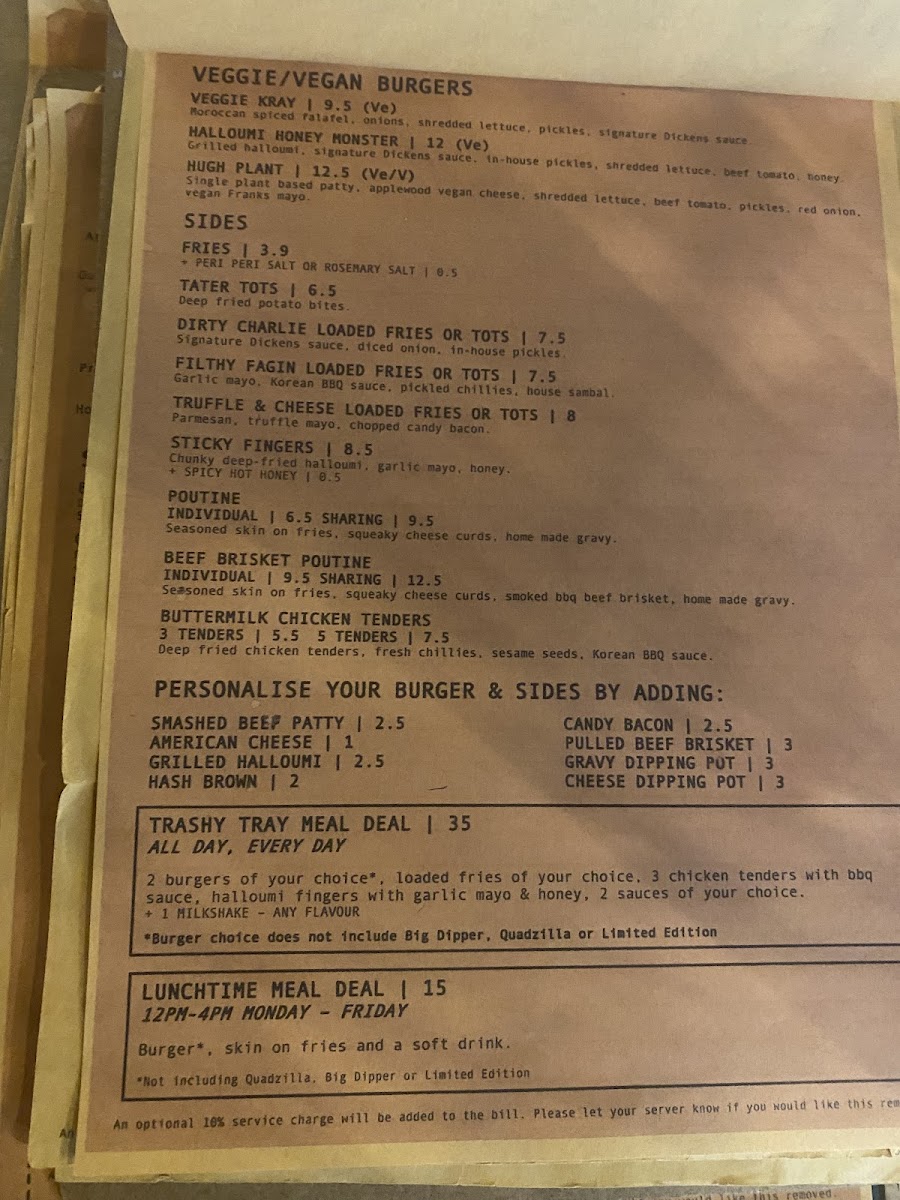 VEGGIE/VEGAN BURGERS
VEGGIE KRAY | 9.5 (Ve)
Moroccan spiced falafel, onions, shredded lettuce, pickles, signature Dickens sauce
HALLOUMI HONEY MONSTER | 12 (Ve)
Grilled halloumi, signature Dickens sauce, in-house pickles, shredded lettuce, beef tomato, honey.
HUGH PLANT | 12.5 (Ve/V)
Single plant based patty, applewood vegan cheese, shredded lettuce, beef tomato, pickles, red onion,
vegan Franks mayo.
SIDES
FRIES | 3.9
+ PERI PERI SALT OR ROSEMARY SALT | 0.5
TATER TOTS | 6.5
Deep fried potato bites.
DIRTY CHARLIE LOADED FRIES OR TOTS | 7.5
Signature Dickens sauce, diced onion, in-house pickles.
FILTHY FAGIN LOADED FRIES OR TOTS | 7.5
Garlic mayo, Korean BBQ sauce, pickled chillies, house sambal.
TRUFFLE & CHEESE LOADED FRIES OR TOTS | 8
Parmesan, truffle mayo, chopped candy bacon.
STICKY FINGERS | 8.5
Chunky deep-fried halloumi, garlic mayo, honey.
+ SPICY HOT HONEY | 0.5
POUTINE
INDIVIDUAL | 6.5 SHARING | 9.5
Seasoned skin on fries, squeaky cheese curds, home made gravy.
BEEF BRISKET POUTINE
INDIVIDUAL | 9.5 SHARING | 12.5
Seasoned skin on fries, squeaky cheese curds, smoked bbq beef brisket, home made gravy.
BUTTERMILK CHICKEN TENDERS
3 TENDERS | 5.5 5 TENDERS | 7.5
Deep fried chicken tenders, fresh chillies, sesame seeds, Korean BBQ sauce.
PERSONALISE YOUR BURGER & SIDES BY ADDING:
SMASHED BEEF PATTY | 2.5
AMERICAN CHEESE | 1
GRILLED HALLOUMI | 2.5
HASH BROWN | 2
CANDY BACON | 2.5
PULLED BEEF BRISKET | 3
GRAVY DIPPING POT | 3
CHEESE DIPPING POT | 3
TRASHY TRAY MEAL DEAL | 35
ALL DAY, EVERY DAY
2 burgers of your choice*, loaded fries of your choice, 3 chicken tenders with bbq
sauce, halloumi fingers with garlic mayo & honey, 2 sauces of your choice.
+ 1 MILKSHAKE - ANY FLAVOUR
*Burger choice does not include Big Dipper, Quadzilla or Limited Edition
LUNCHTIME MEAL DEAL | 15
12PM-4PM MONDAY - FRIDAY
Burger*, skin on fries and a soft drink.
*Not including Quadzilla, Big Dipper or Limited Edition
An optional 10% service charge will be added to the bill. Please let your server know if you would like this rem
like this removed.